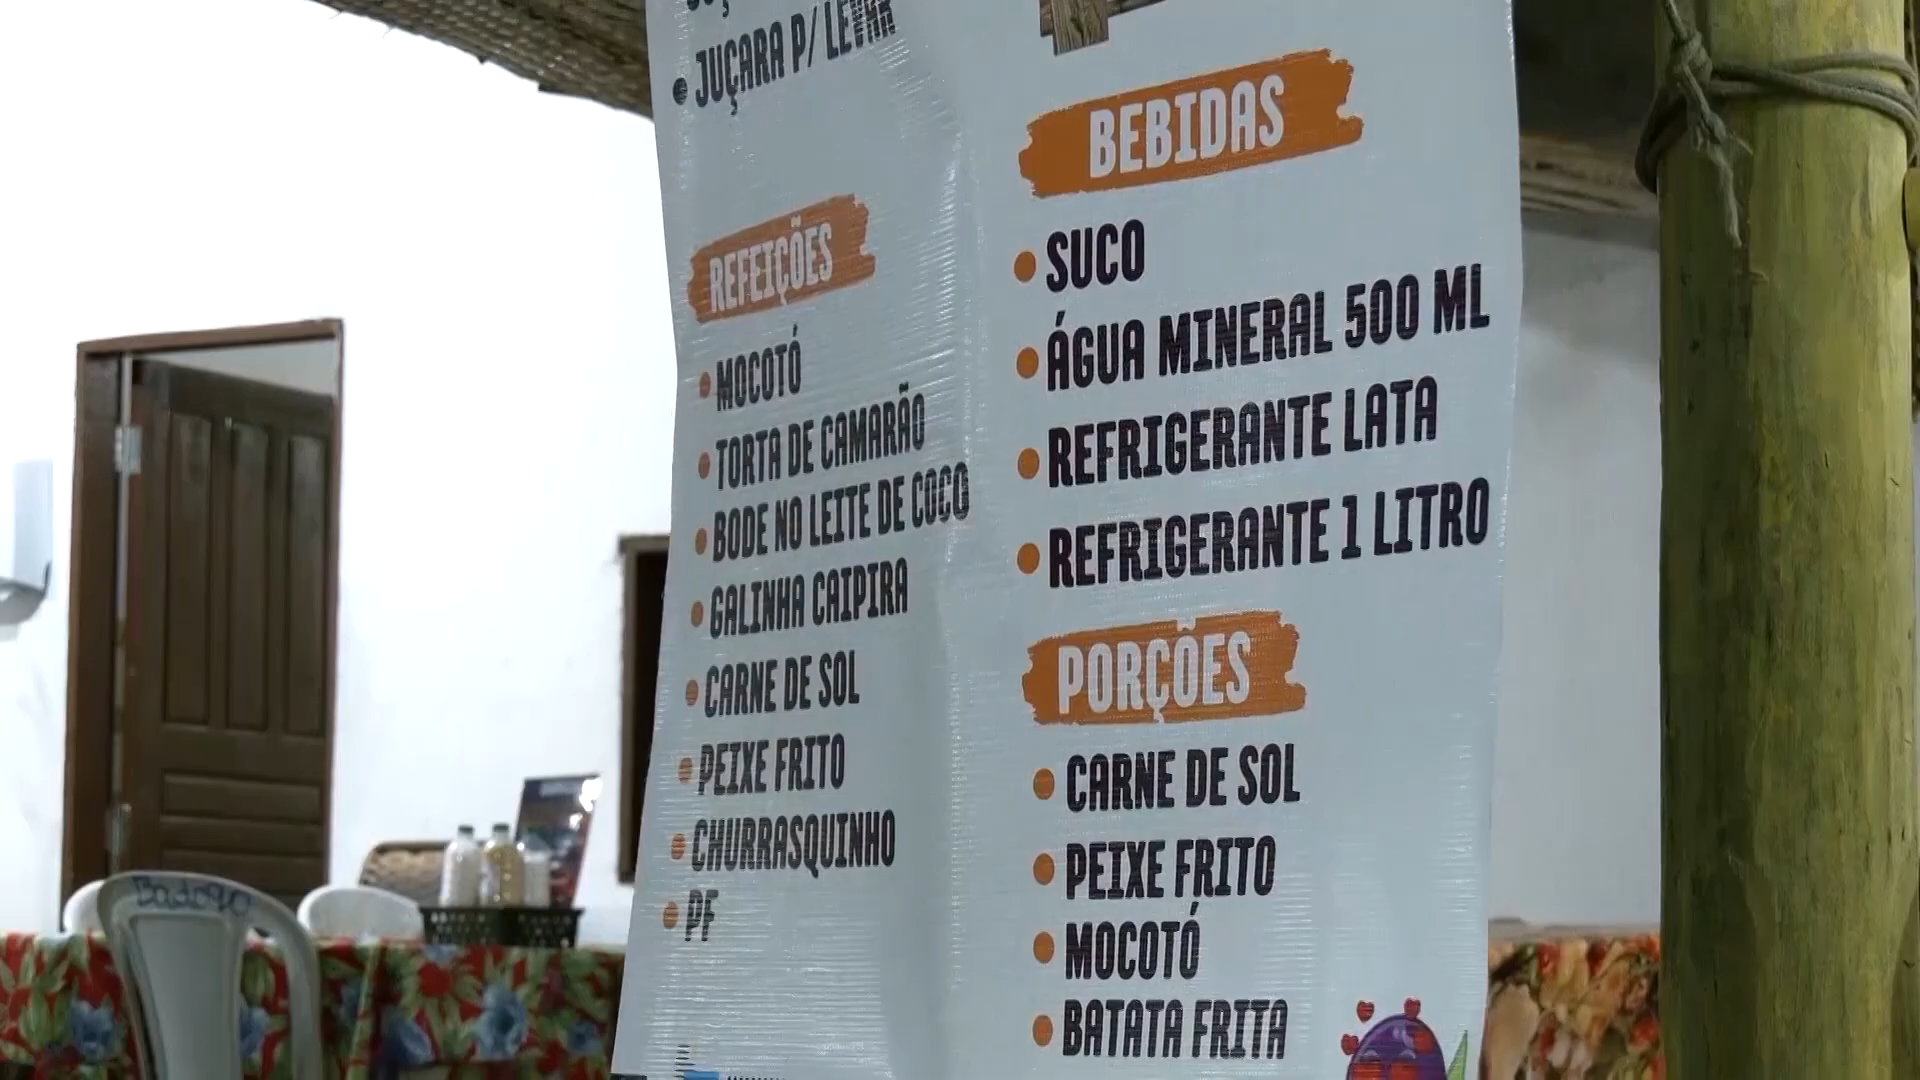 JUÇARA P/ LEVAR
REFEIÇÕES
MOCOTÓ
TORTA DE CAMARÃO
BODE NO LEITE DE COCO
GALINHA CAIPIRA
CARNE DE SOL
PEIXE FRITO
CHURRASQUINHO
PF
BEBIDAS
SUCO
ÁGUA MINERAL 500 ML
REFRIGERANTE LATA
REFRIGERANTE 1 LITRO
PORÇÕES
CARNE DE SOL
PEIXE FRITO
MOCOTÓ
BATATA FRITA